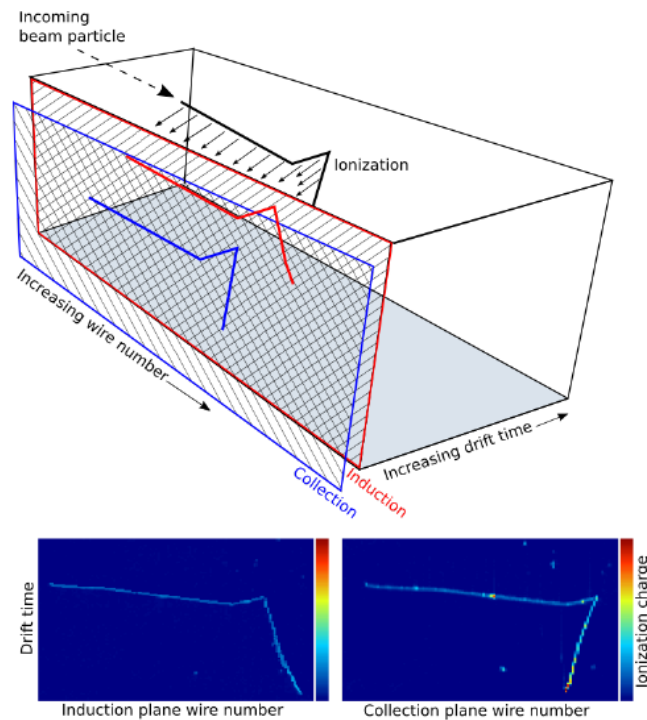 Incoming
beam particle
Ionization
Increasing wire number
Increasing drift time
Collection
Induction
Drift time
Induction plane wire number
Collection plane wire number
Ionization charge